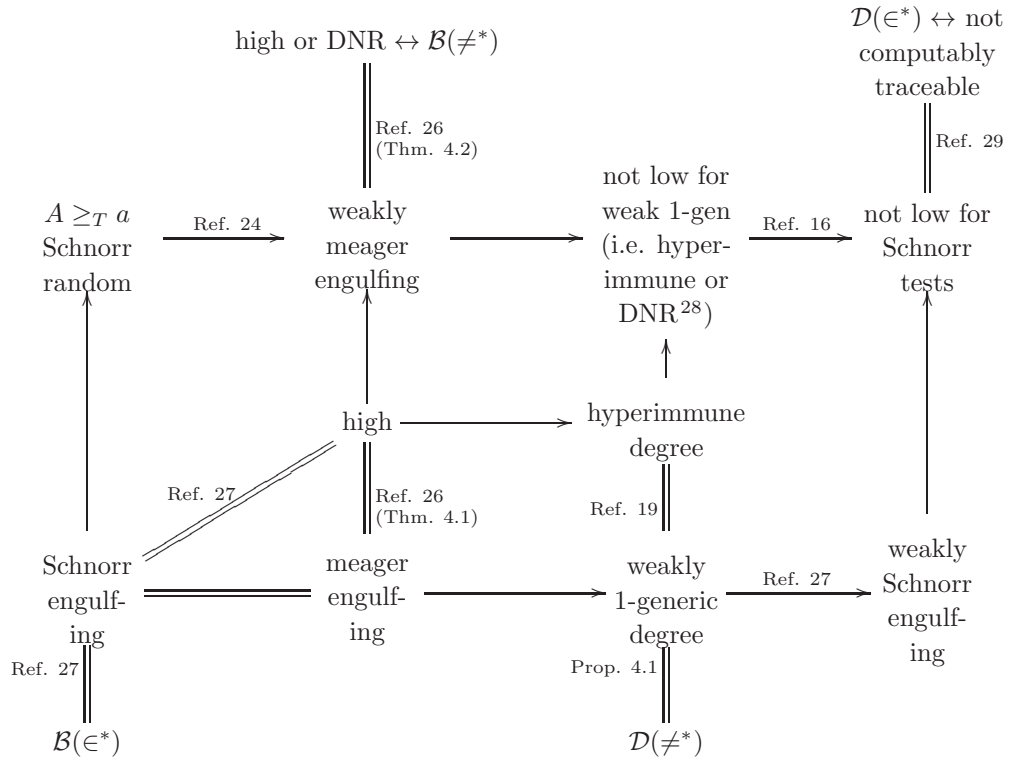 𝒟(∈*) ↔ not
computably
traceable
high or DNR ↔ ℬ(≠*)
Ref. 26
(Thm. 4.2)
Ref. 29
A ≥_T a
Schnorr
random
Ref. 24
weakly
meager
engulfing
not low for
weak 1-gen
(i.e. hyper-
immune or
DNR²⁸)
Ref. 16
not low for
Schnorr
tests
high
hyperimmune
degree
Ref. 27
Ref. 26
(Thm. 4.1)
Ref. 19
Schnorr
engulf-
ing
meager
engulf-
ing
weakly
1-generic
degree
Ref. 27
weakly
Schnorr
engulf-
ing
Ref. 27
Prop. 4.1
ℬ(∈*)
𝒟(≠*)